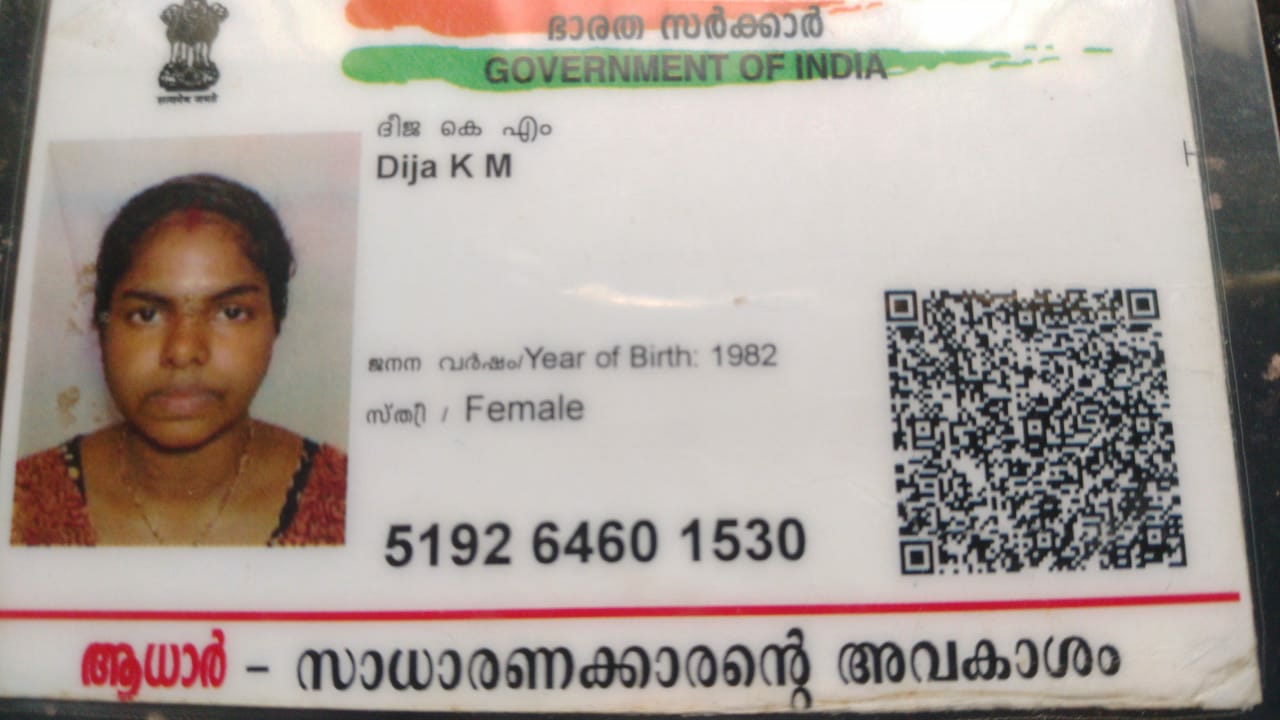 ഭാരത സർക്കാർ
GOVERNMENT OF INDIA
सत्यमेव जयते
ദീജ കെ എം
Dija K M
ജനന വർഷം/Year of Birth: 1982
സ്ത്രീ / Female
5192 6460 1530
ആധാർ - സാധാരണക്കാരന്റെ അവകാശം